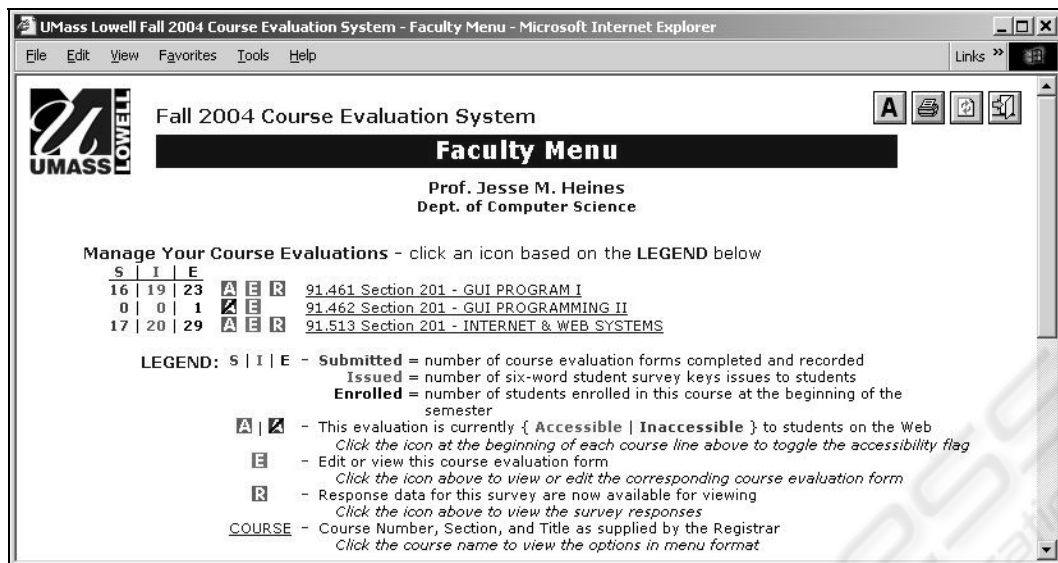 UMass Lowell Fall 2004 Course Evaluation System - Faculty Menu - Microsoft Internet Explorer
File Edit View Favorites Tools Help Links »
UMASS LOWELL
Fall 2004 Course Evaluation System
A
Faculty Menu
Prof. Jesse M. Heines
Dept. of Computer Science
Manage Your Course Evaluations - click an icon based on the LEGEND below
S | I | E
16 | 19 | 23 A E R 91.461 Section 201 - GUI PROGRAM I
0 | 0 | 1 A E 91.462 Section 201 - GUI PROGRAMMING II
17 | 20 | 29 A E R 91.513 Section 201 - INTERNET & WEB SYSTEMS
LEGEND: S | I | E - Submitted = number of course evaluation forms completed and recorded
Issued = number of six-word student survey keys issues to students
Enrolled = number of students enrolled in this course at the beginning of the
semester
A | A - This evaluation is currently { Accessible | Inaccessible } to students on the Web
Click the icon at the beginning of each course line above to toggle the accessibility flag
E - Edit or view this course evaluation form
Click the icon above to view or edit the corresponding course evaluation form
R - Response data for this survey are now available for viewing
Click the icon above to view the survey responses
COURSE - Course Number, Section, and Title as supplied by the Registrar
Click the course name to view the options in menu format